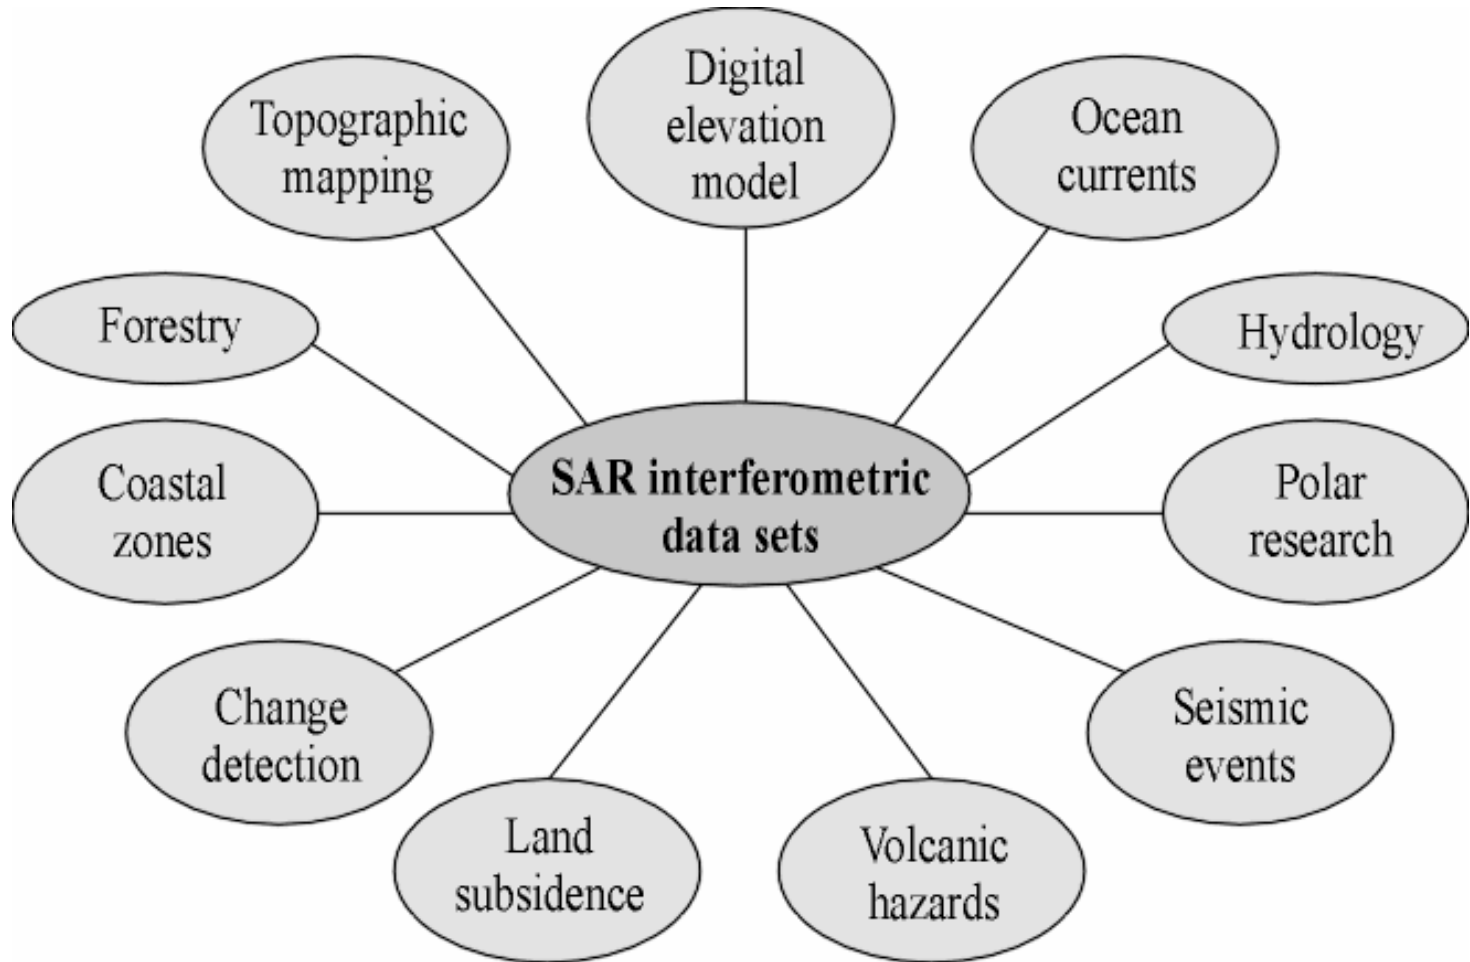 Digital
elevation
model
Topographic
mapping
Ocean
currents
Forestry
Hydrology
Coastal
zones
SAR interferometric
data sets
Polar
research
Change
detection
Seismic
events
Land
subsidence
Volcanic
hazards